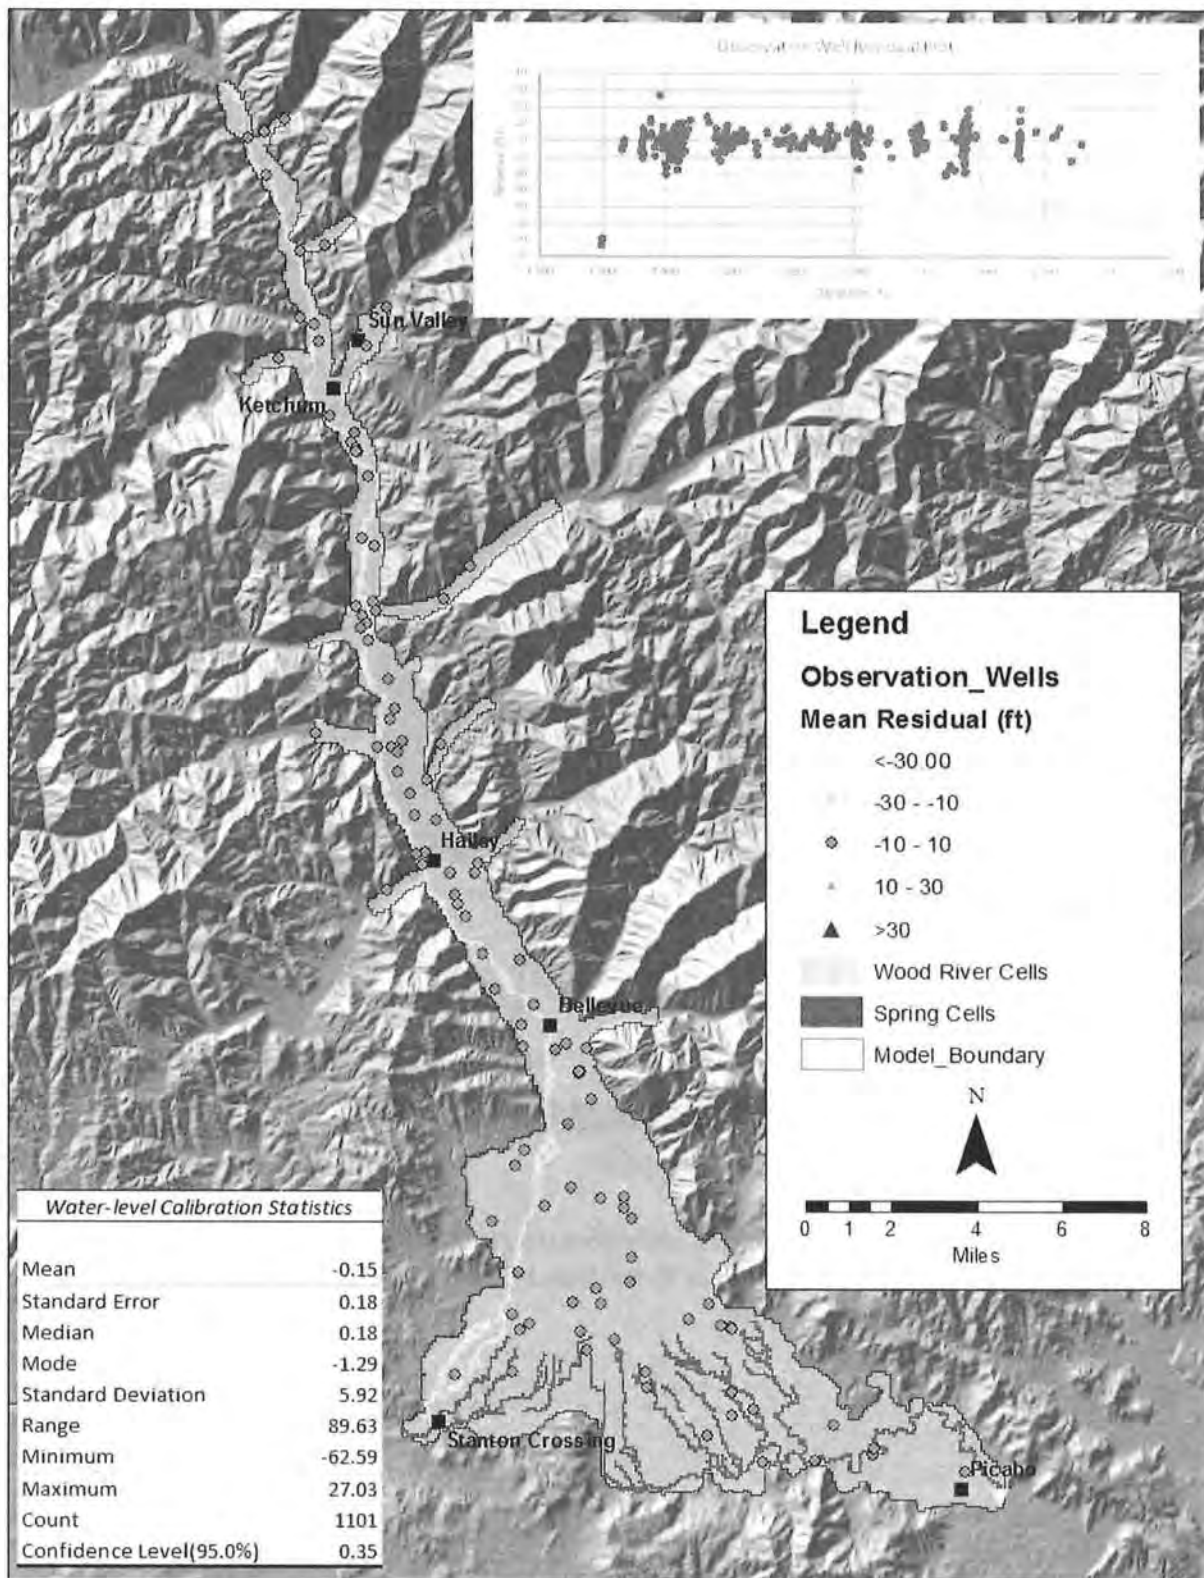 Sun Valley
Ketchum
Hailey
Bellevue
Stanton Crossing
Picabo
Legend
Observation_Wells
Mean Residual (ft)
<-30.00
-30 - -10
-10 - 10
10 - 30
>30
Wood River Cells
Spring Cells
Model_Boundary
N
0 1 2 4 6 8
Miles
Water-level Calibration Statistics
Mean -0.15
Standard Error 0.18
Median 0.18
Mode -1.29
Standard Deviation 5.92
Range 89.63
Minimum -62.59
Maximum 27.03
Count 1101
Confidence Level(95.0%) 0.35